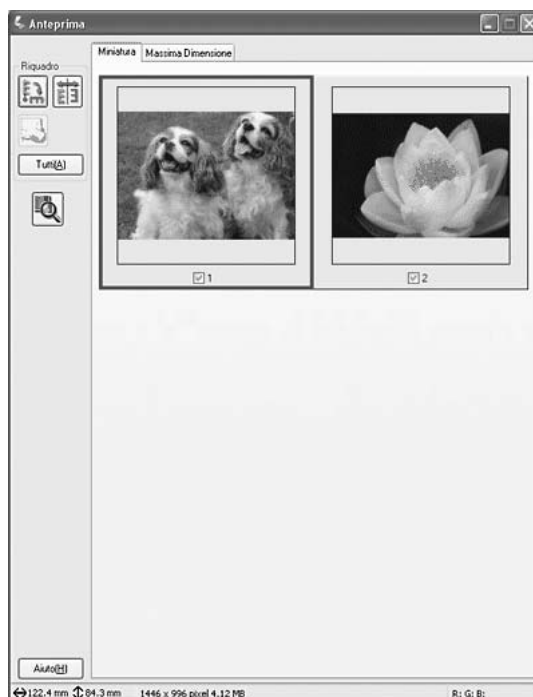 Anteprima
Miniatura Massima Dimensione
Riquadro
Tutti(A)
1 2
Aiuto(H)
122.4 mm 84.3 mm 1446 x 996 pixel 4.12 MB R: G: B: